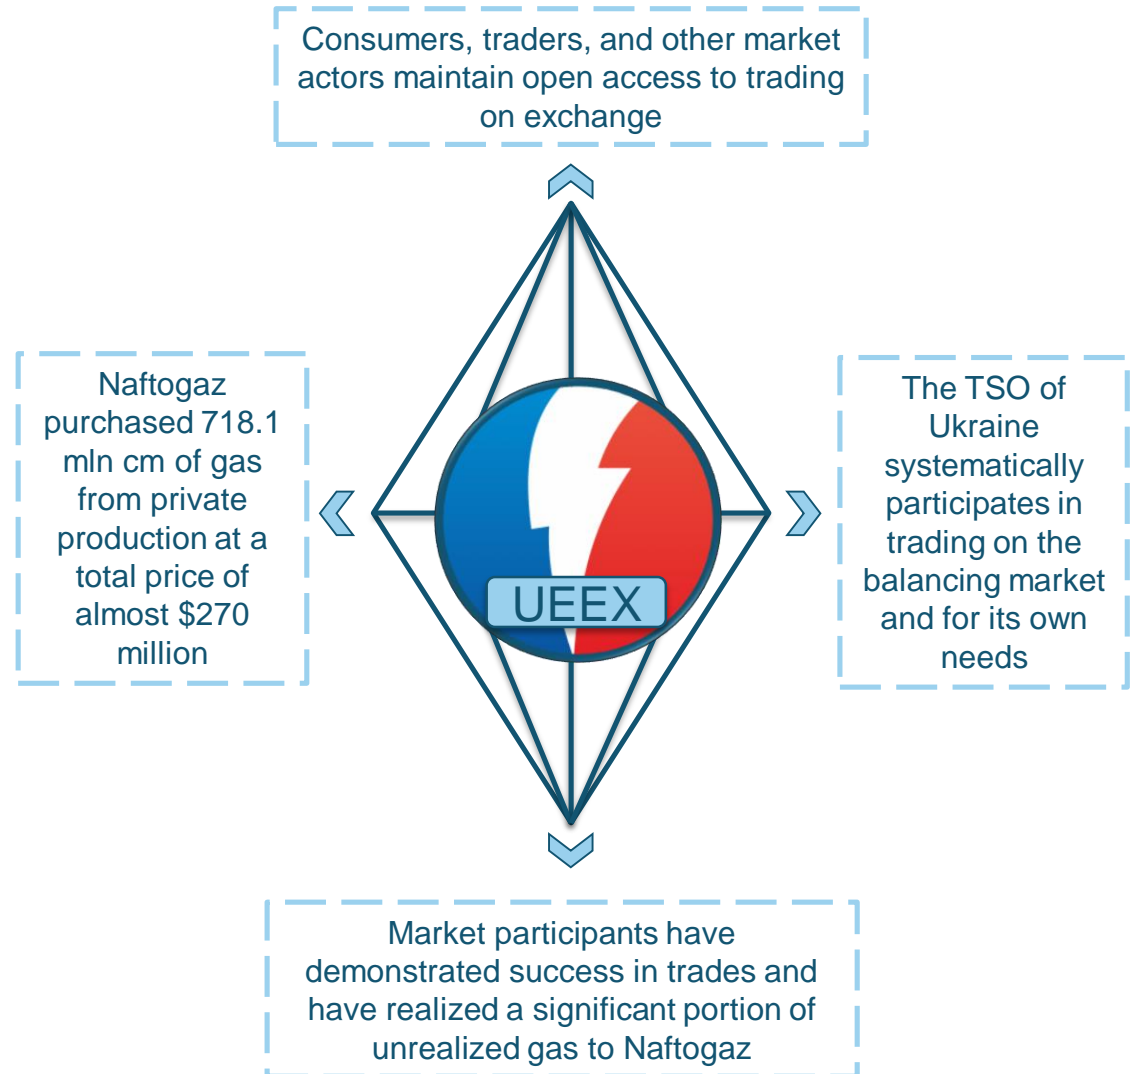 Consumers, traders, and other market
actors maintain open access to trading
on exchange
Naftogaz
purchased 718.1
mln cm of gas
from private
production at a
total price of
almost $270
million
UEEX
The TSO of
Ukraine
systematically
participates in
trading on the
balancing market
and for its own
needs
Market participants have
demonstrated success in trades and
have realized a significant portion of
unrealized gas to Naftogaz